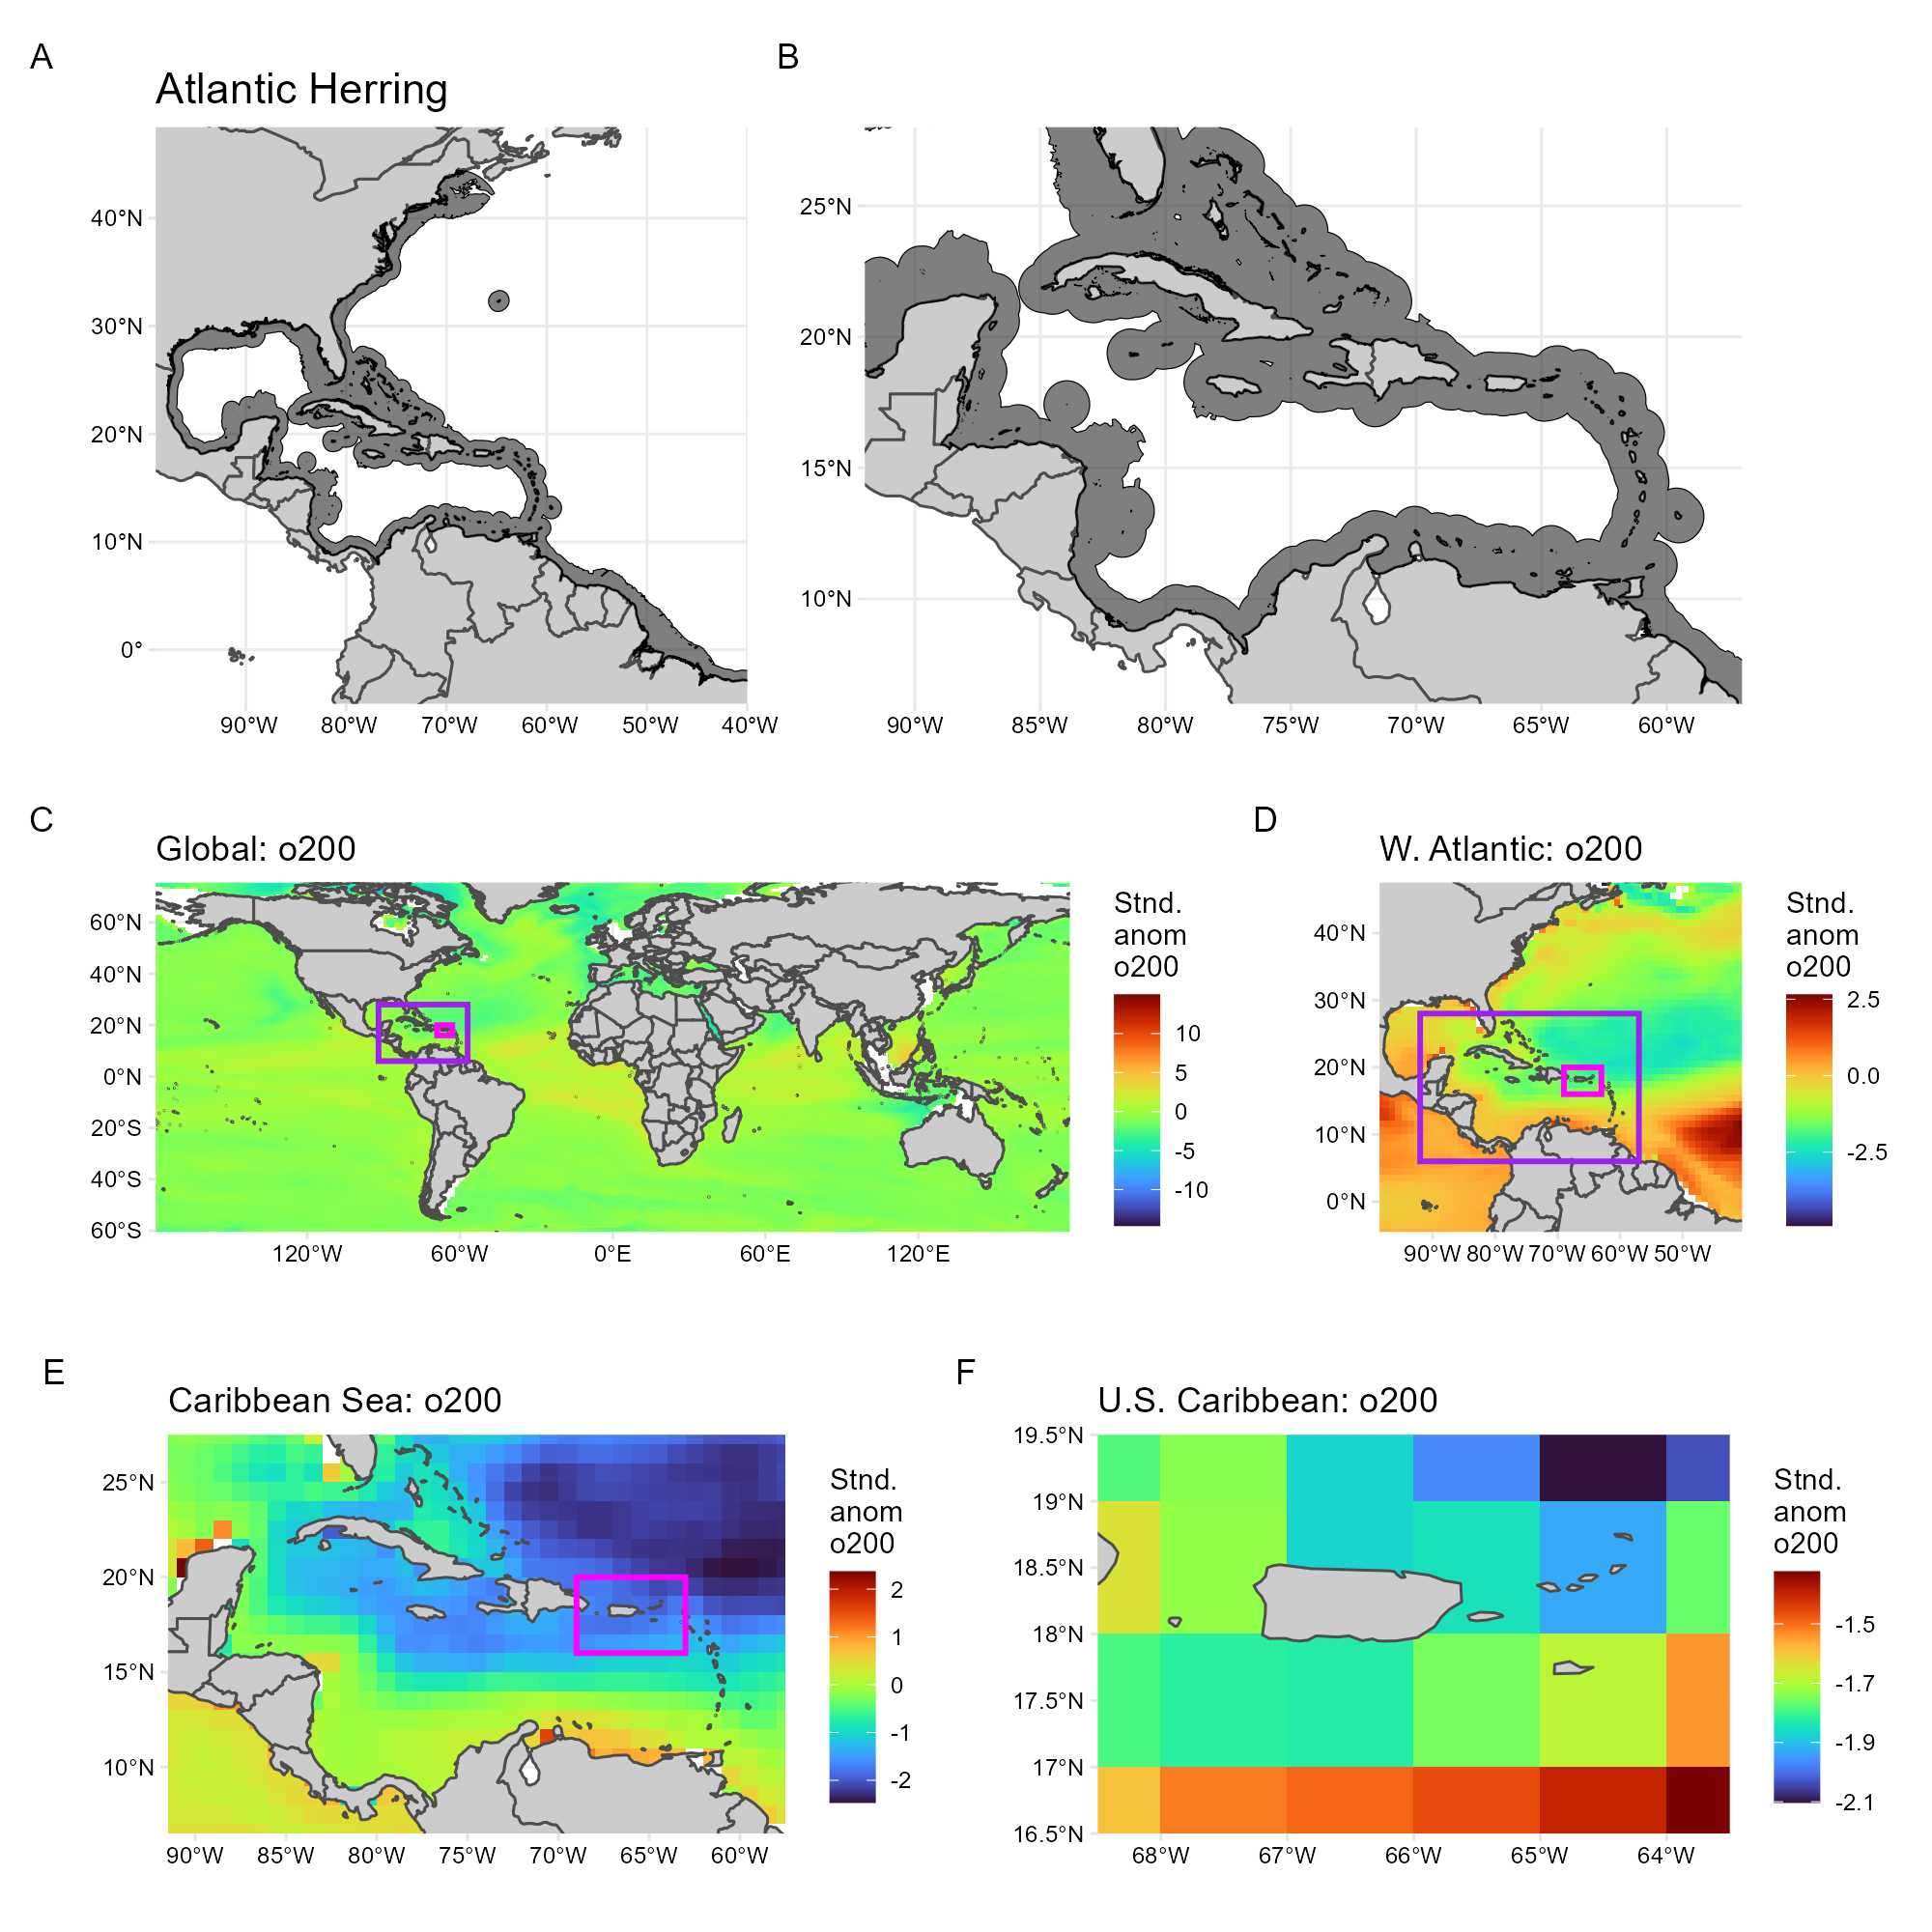 A
B
Atlantic Herring
40°N
30°N
20°N
10°N
0°
90°W 80°W 70°W 60°W 50°W 40°W
25°N
20°N
15°N
10°N
90°W 85°W 80°W 75°W 70°W 65°W 60°W
C
D
Global: o200
60°N
40°N
20°N
0°N
20°S
40°S
60°S
120°W 60°W 0°E 60°E 120°E
Stnd.
anom
o200
10
5
0
-5
-10
W. Atlantic: o200
40°N
30°N
20°N
10°N
0°N
90°W 80°W 70°W 60°W 50°W
Stnd.
anom
o200
2.5
0.0
-2.5
E
F
Caribbean Sea: o200
25°N
20°N
15°N
10°N
90°W 85°W 80°W 75°W 70°W 65°W 60°W
Stnd.
anom
o200
2
1
0
-1
-2
U.S. Caribbean: o200
19.5°N
19°N
18.5°N
18°N
17.5°N
17°N
16.5°N
68°W 67°W 66°W 65°W 64°W
Stnd.
anom
o200
-1.5
-1.7
-1.9
-2.1